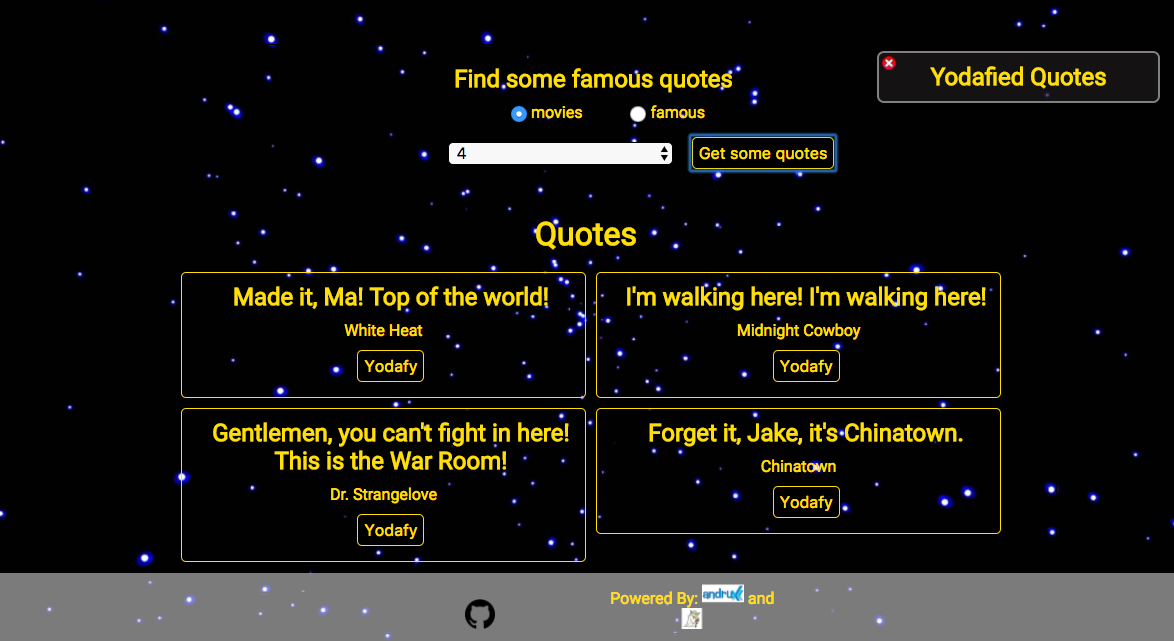 Find some famous quotes
Yodafied Quotes
movies
famous
4
Get some quotes
Quotes
Made it, Ma! Top of the world!
White Heat
Yodafy
I'm walking here! I'm walking here!
Midnight Cowboy
Yodafy
Gentlemen, you can't fight in here!
This is the War Room!
Dr. Strangelove
Yodafy
Forget it, Jake, it's Chinatown.
Chinatown
Yodafy
Powered By: andrux and